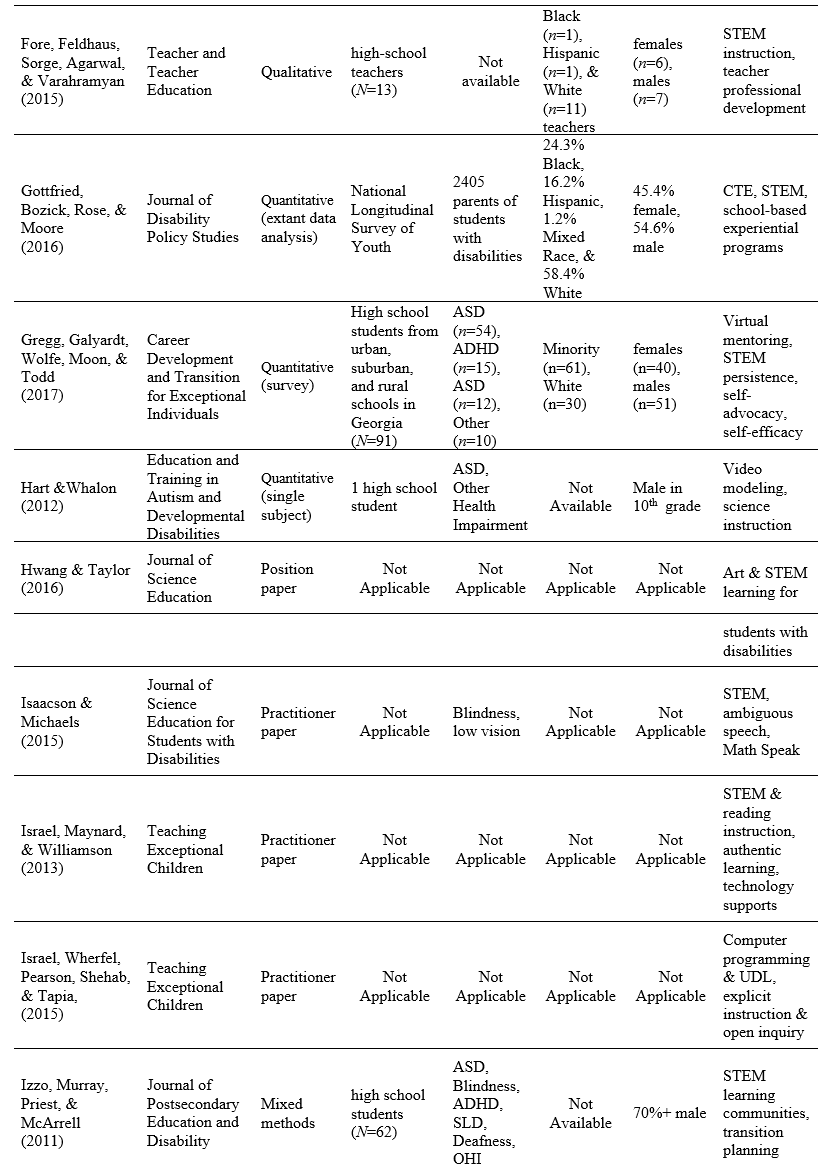 Fore, Feldhaus,
Sorge, Agarwal,
& Varahramyan
(2015)
Teacher and
Teacher
Education
Qualitative
high-school
teachers
(N=13)
Not
available
Black
(n=1),
Hispanic
(n=1), &
White
(n=11)
teachers
females
(n=6),
males
(n=7)
STEM
instruction,
teacher
professional
development
Gottfried,
Bozick, Rose, &
Moore
(2016)
Journal of
Disability
Policy Studies
Quantitative
(extant data
analysis)
National
Longitudinal
Survey of
Youth
2405
parents of
students
with
disabilities
24.3%
Black,
16.2%
Hispanic,
1.2%
Mixed
Race, &
58.4%
White
45.4%
female,
54.6%
male
CTE, STEM,
school-based
experiential
programs
Gregg, Galyardt,
Wolfe, Moon, &
Todd
(2017)
Career
Development
and Transition
for Exceptional
Individuals
Quantitative
(survey)
High school
students from
urban,
suburban,
and rural
schools in
Georgia
(N=91)
ASD
(n=54),
ADHD
(n=15),
ASD
(n=12),
Other
(n=10)
Minority
(n=61),
White
(n=30)
females
(n=40),
males
(n=51)
Virtual
mentoring,
STEM
persistence,
self-
advocacy,
self-efficacy
Hart &Whalon
(2012)
Education and
Training in
Autism and
Developmental
Disabilities
Quantitative
(single
subject)
1 high school
student
ASD,
Other
Health
Impairment
Not
Available
Male in
10th grade
Video
modeling,
science
instruction
Hwang & Taylor
(2016)
Journal of
Science
Education
Position
paper
Not
Applicable
Not
Applicable
Not
Applicable
Not
Applicable
Art & STEM
learning for
students with
disabilities
Isaacson &
Michaels
(2015)
Journal of
Science
Education for
Students with
Disabilities
Practitioner
paper
Not
Applicable
Blindness,
low vision
Not
Applicable
Not
Applicable
STEM,
ambiguous
speech,
Math Speak
Israel, Maynard,
& Williamson
(2013)
Teaching
Exceptional
Children
Practitioner
paper
Not
Applicable
Not
Applicable
Not
Applicable
Not
Applicable
STEM &
reading
instruction,
authentic
learning,
technology
supports
Israel, Wherfel,
Pearson, Shehab,
& Tapia,
(2015)
Teaching
Exceptional
Children
Practitioner
paper
Not
Applicable
Not
Applicable
Not
Applicable
Not
Applicable
Computer
programming
& UDL,
explicit
instruction &
open inquiry
Izzo, Murray,
Priest, &
McArrell
(2011)
Journal of
Postsecondary
Education and
Disability
Mixed
methods
high school
students
(N=62)
ASD,
Blindness,
ADHD,
SLD,
Deafness,
OHI
Not
Available
70%+ male
STEM
learning
communities,
transition
planning